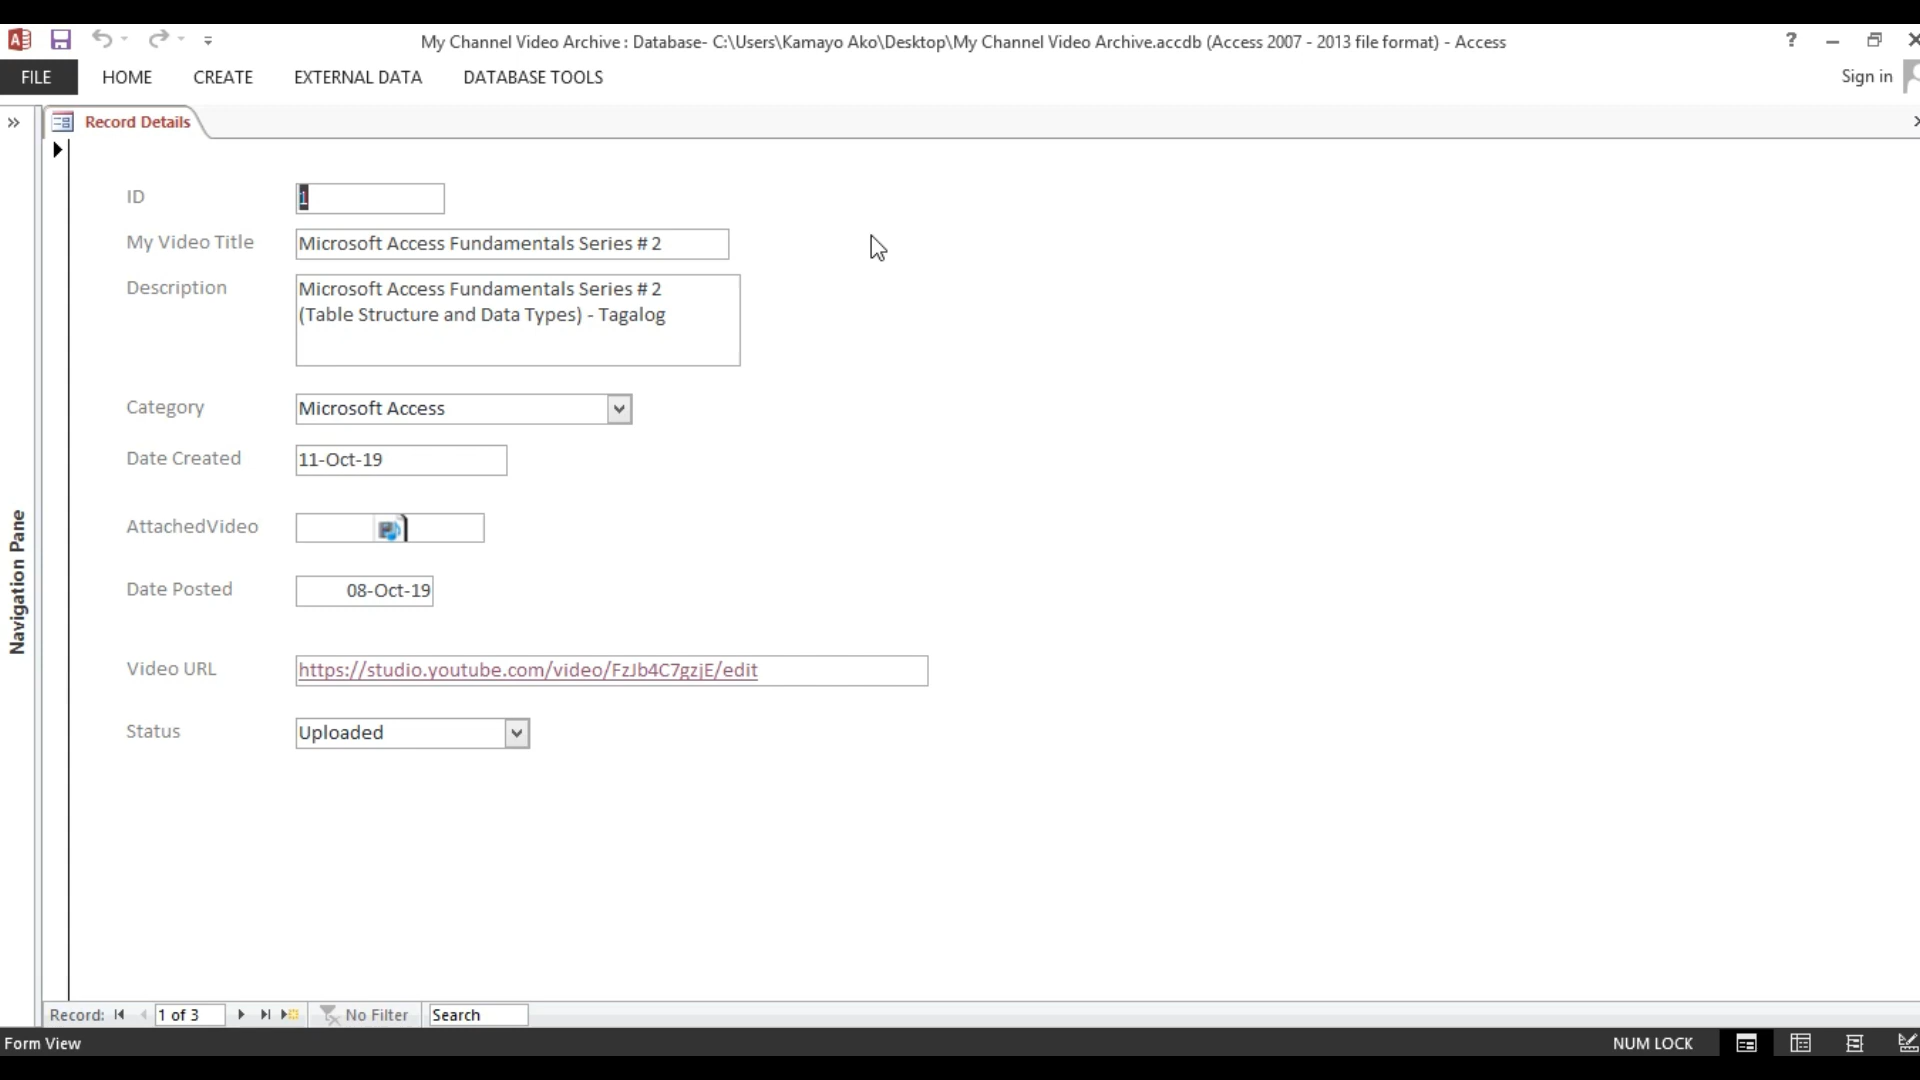 My Channel Video Archive : Database- C:\Users\Kamayo Ako\Desktop\My Channel Video Archive.accdb (Access 2007 - 2013 file format) - Access
?
FILE HOME CREATE EXTERNAL DATA DATABASE TOOLS
Sign in
Record Details
ID 1
My Video Title Microsoft Access Fundamentals Series # 2
Description Microsoft Access Fundamentals Series # 2
(Table Structure and Data Types) - Tagalog
Category Microsoft Access
Date Created 11-Oct-19
AttachedVideo
Date Posted 08-Oct-19
Video URL https://studio.youtube.com/video/FzJb4C7gzjE/edit
Status Uploaded
Navigation Pane
Record: 1 of 3 No Filter Search
Form View
NUM LOCK